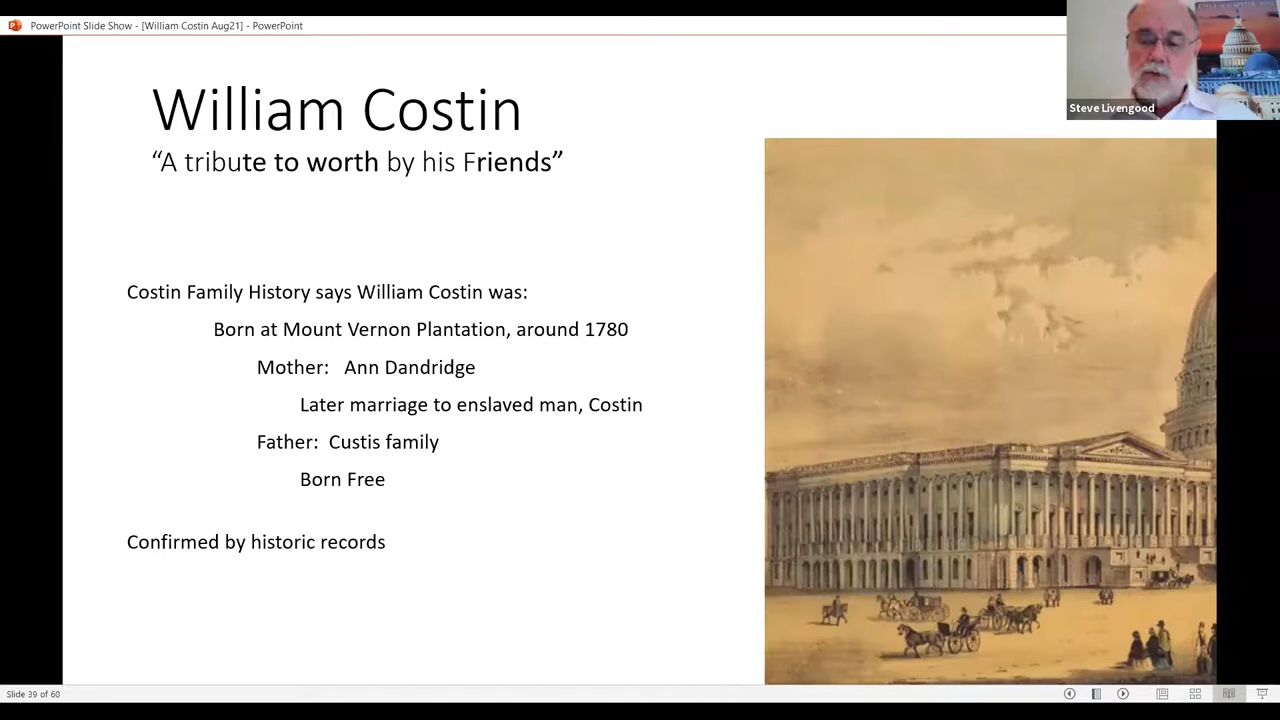 PowerPoint Slide Show - [William Costin Aug21] - PowerPoint
Steve Livengood
William Costin
“A tribute to worth by his Friends”
Costin Family History says William Costin was:
Born at Mount Vernon Plantation, around 1780
Mother: Ann Dandridge
Later marriage to enslaved man, Costin
Father: Custis family
Born Free
Confirmed by historic records
Slide 39 of 60